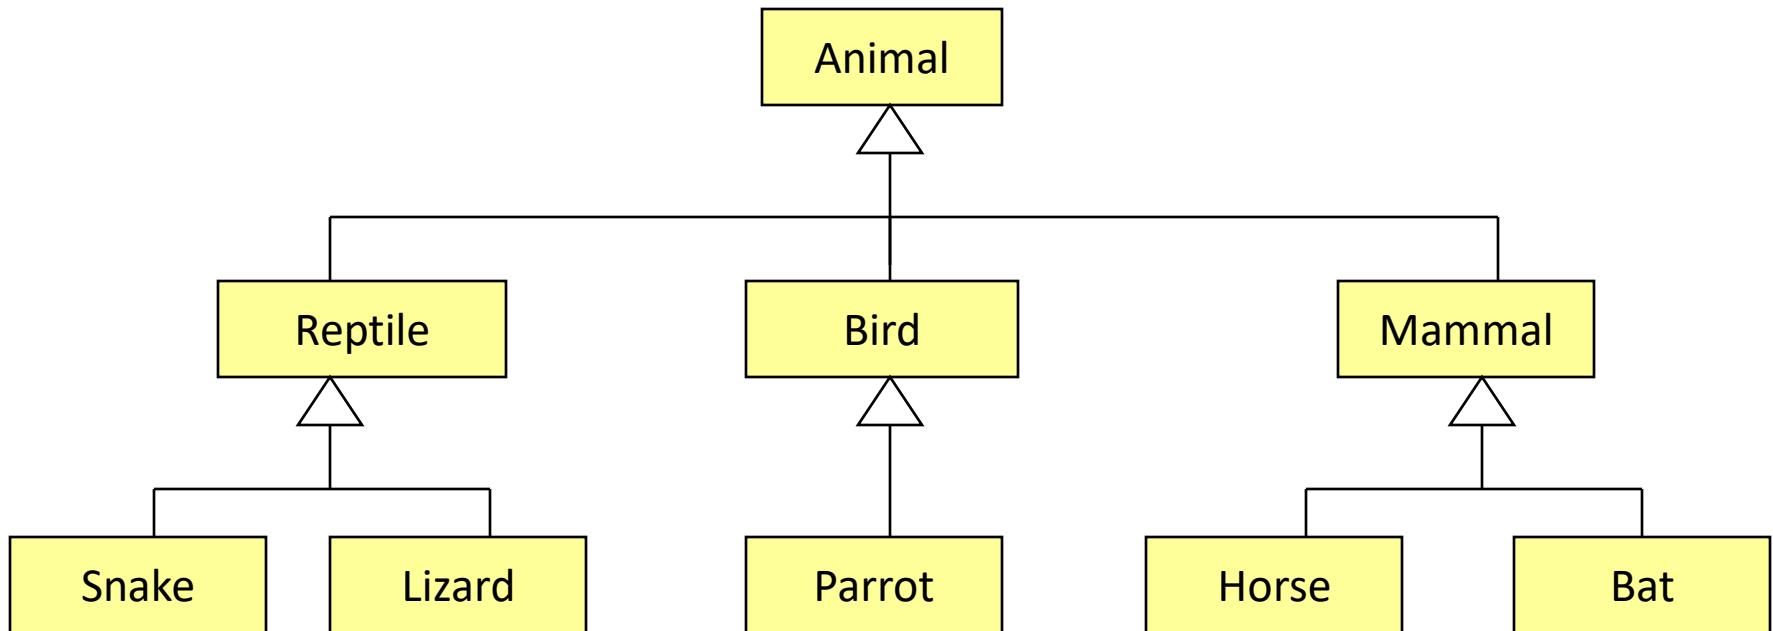 Animal
Reptile
Bird
Mammal
Snake
Lizard
Parrot
Horse
Bat